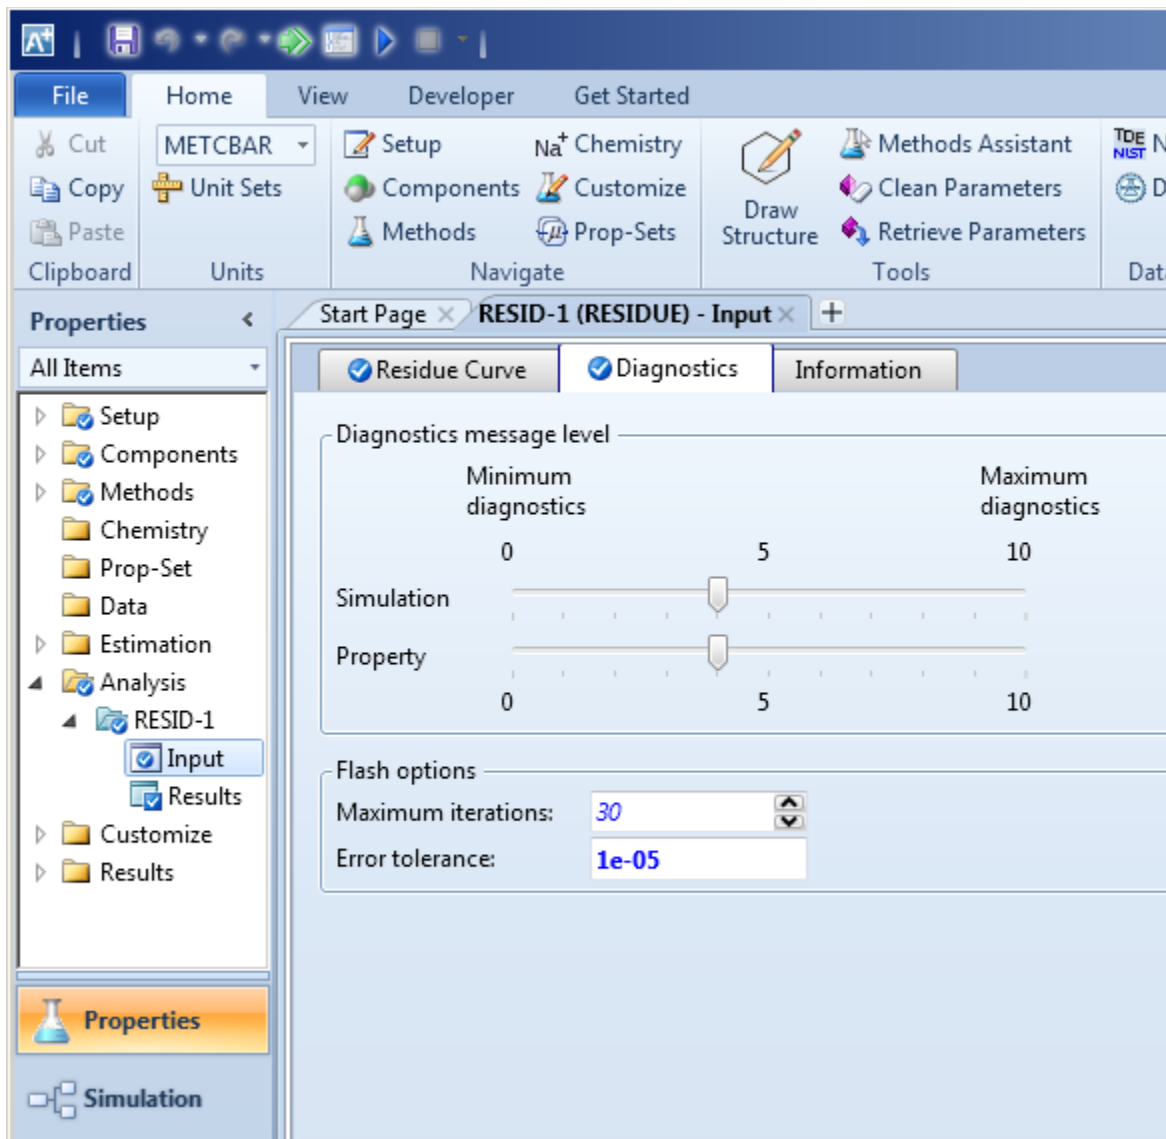 A+
File Home View Developer Get Started
Cut METCBAR Setup Na+ Chemistry Methods Assistant TDE NIST N
Copy Unit Sets Components Customize Clean Parameters D
Paste Methods μ Prop-Sets Draw Structure Retrieve Parameters
Clipboard Units Navigate Tools Data
Properties < Start Page RESID-1 (RESIDUE) - Input +
All Items Residue Curve Diagnostics Information
Setup
Components
Methods
Chemistry
Prop-Set
Data
Estimation
Analysis
RESID-1
Input
Results
Customize
Results
Properties
Simulation
Diagnostics message level
Minimum diagnostics Maximum diagnostics
0 5 10
Simulation
Property
0 5 10
Flash options
Maximum iterations: 30
Error tolerance: 1e-05